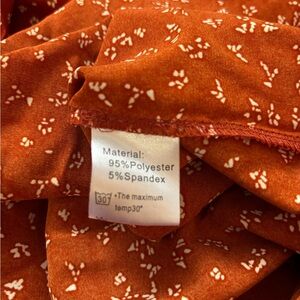 Material:
95%Polyester
5%Spandex
30° •The maximum
temp30°